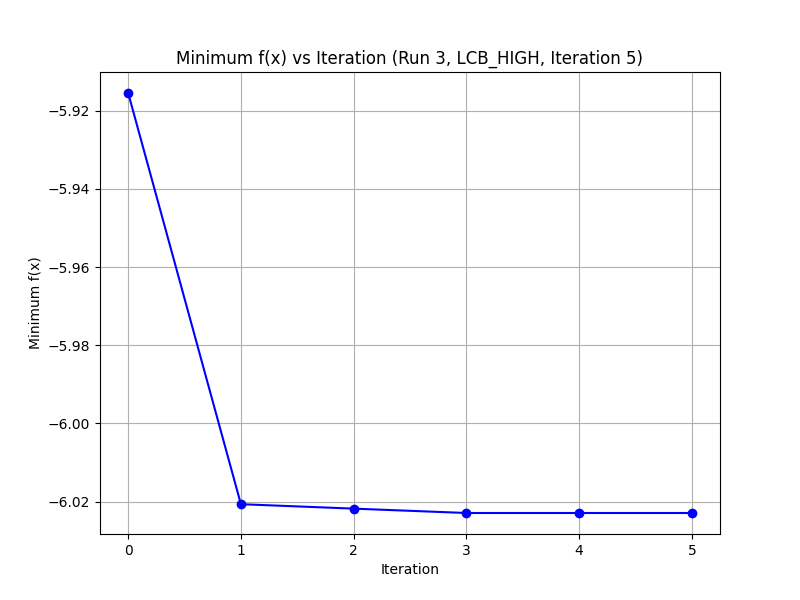 Minimum f(x) vs Iteration (Run 3, LCB_HIGH, Iteration 5)
Minimum f(x)
−5.92
−5.94
−5.96
−5.98
−6.00
−6.02
0 1 2 3 4 5
Iteration